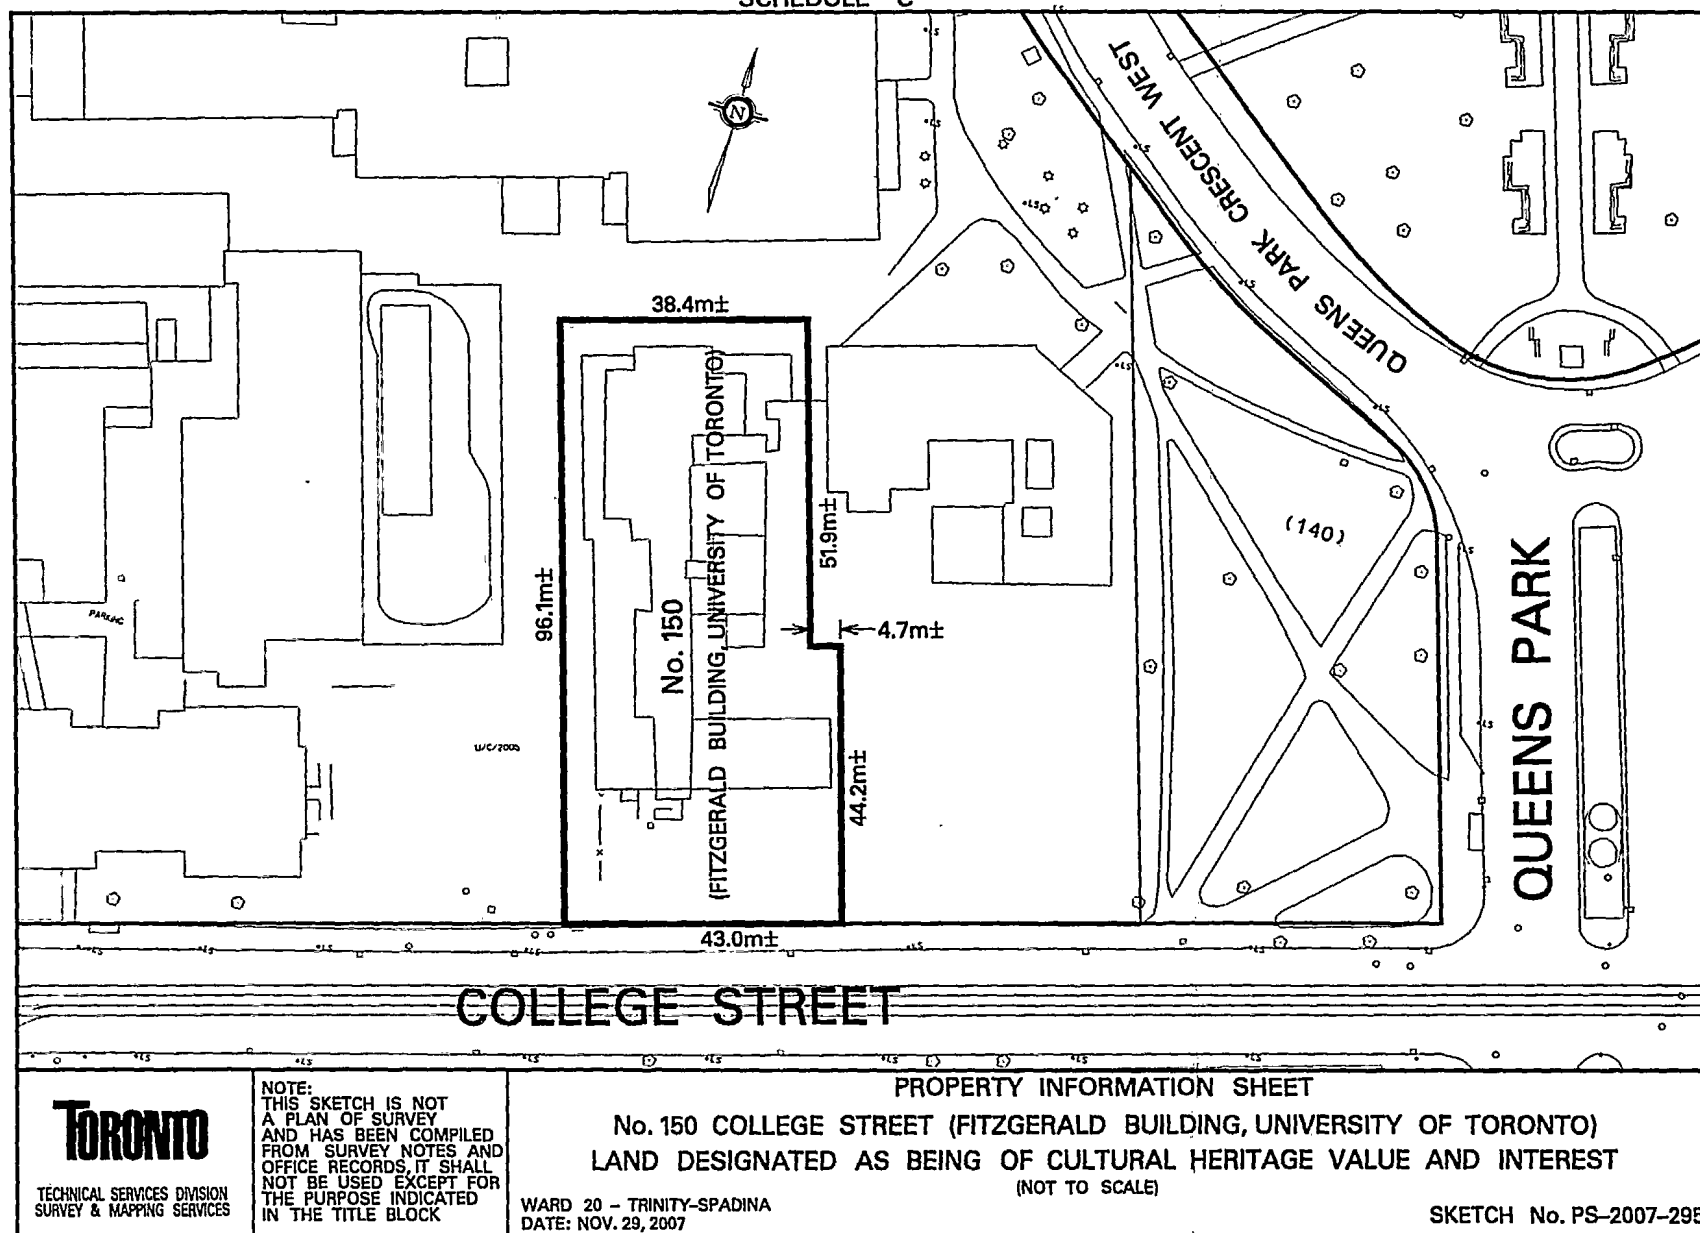 SCHEDULE "C"
N
QUEENS PARK CRESCENT WEST
38.4m±
96.1m±
51.9m±
4.7m±
44.2m±
43.0m±
No. 150
(FITZGERALD BUILDING, UNIVERSITY OF TORONTO)
(140)
PARKING
U/C/2005
QUEENS PARK
COLLEGE STREET
TORONTO
TECHNICAL SERVICES DIVISION
SURVEY & MAPPING SERVICES
NOTE:
THIS SKETCH IS NOT
A PLAN OF SURVEY
AND HAS BEEN COMPILED
FROM SURVEY NOTES AND
OFFICE RECORDS, IT SHALL
NOT BE USED EXCEPT FOR
THE PURPOSE INDICATED
IN THE TITLE BLOCK
PROPERTY INFORMATION SHEET
No. 150 COLLEGE STREET (FITZGERALD BUILDING, UNIVERSITY OF TORONTO)
LAND DESIGNATED AS BEING OF CULTURAL HERITAGE VALUE AND INTEREST
(NOT TO SCALE)
WARD 20 – TRINITY-SPADINA
DATE: NOV. 29, 2007
SKETCH No. PS-2007-295